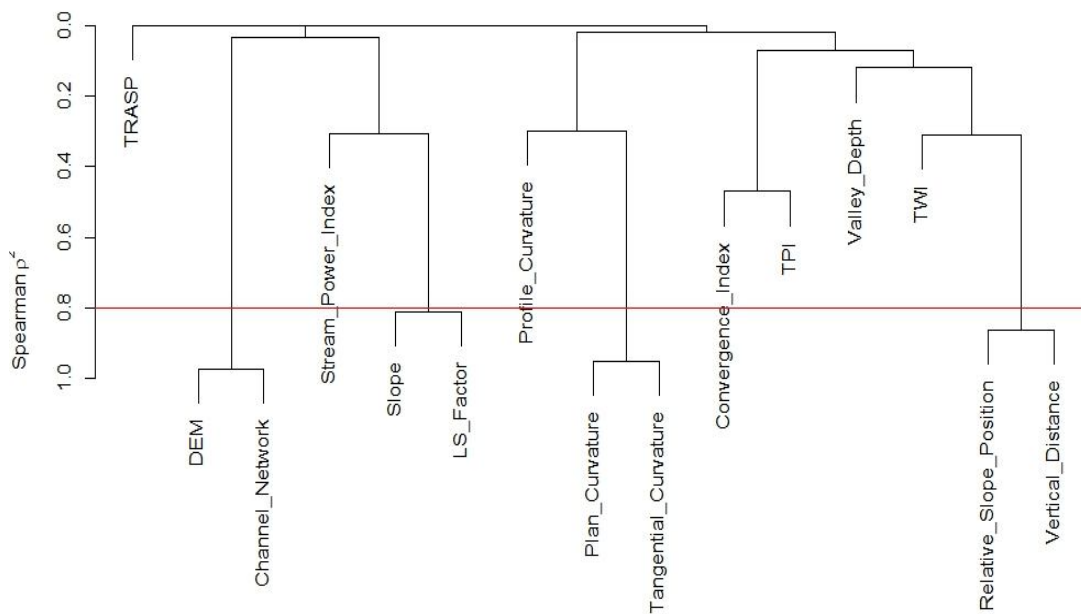 Spearman ρ²
0.0
0.2
0.4
0.6
0.8
1.0
TRASP
DEM
Channel_Network
Stream_Power_Index
Slope
LS_Factor
Profile_Curvature
Plan_Curvature
Tangential_Curvature
Convergence_Index
TPI
Valley_Depth
TWI
Relative_Slope_Position
Vertical_Distance